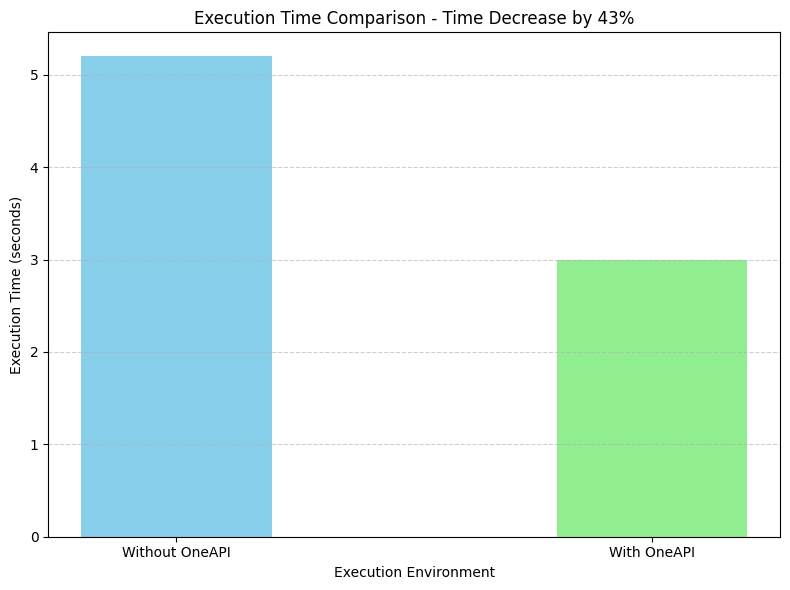 Execution Time Comparison - Time Decrease by 43%
Execution Time (seconds)
5
4
3
2
1
0
Without OneAPI
With OneAPI
Execution Environment